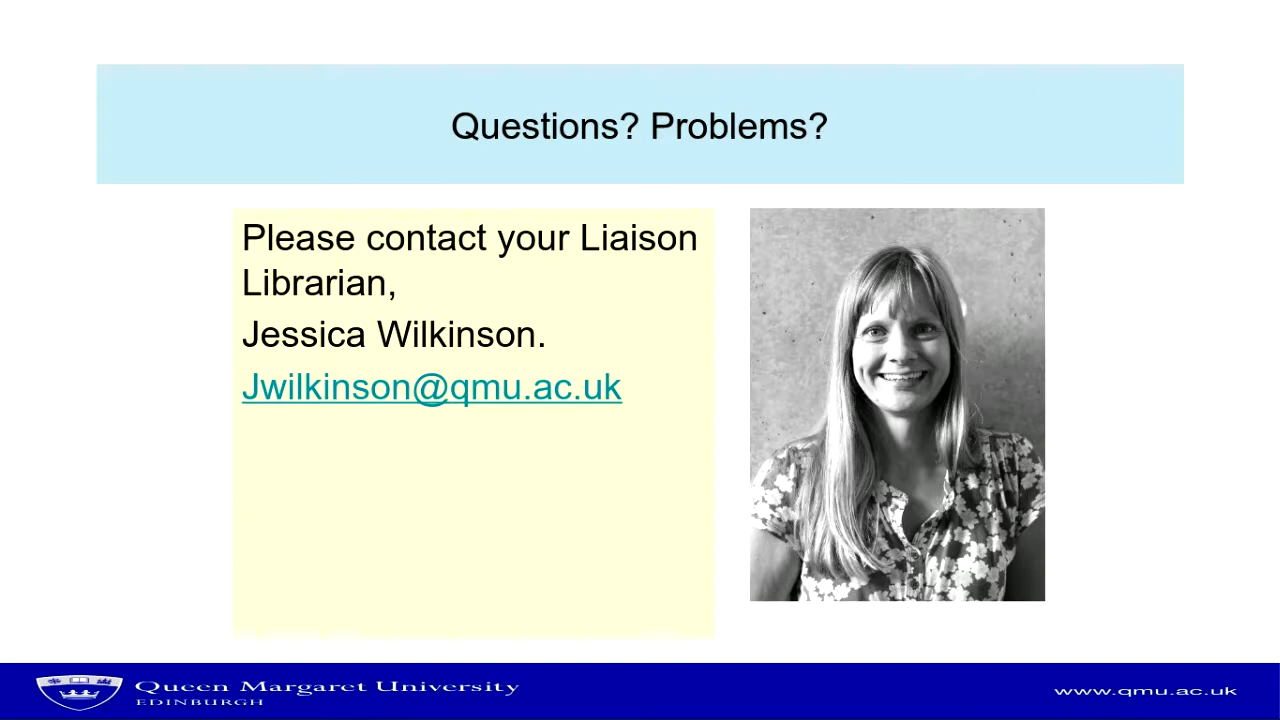 Questions? Problems?
Please contact your Liaison
Librarian,
Jessica Wilkinson.
Jwilkinson@qmu.ac.uk
Queen Margaret University
EDINBURGH
www.qmu.ac.uk